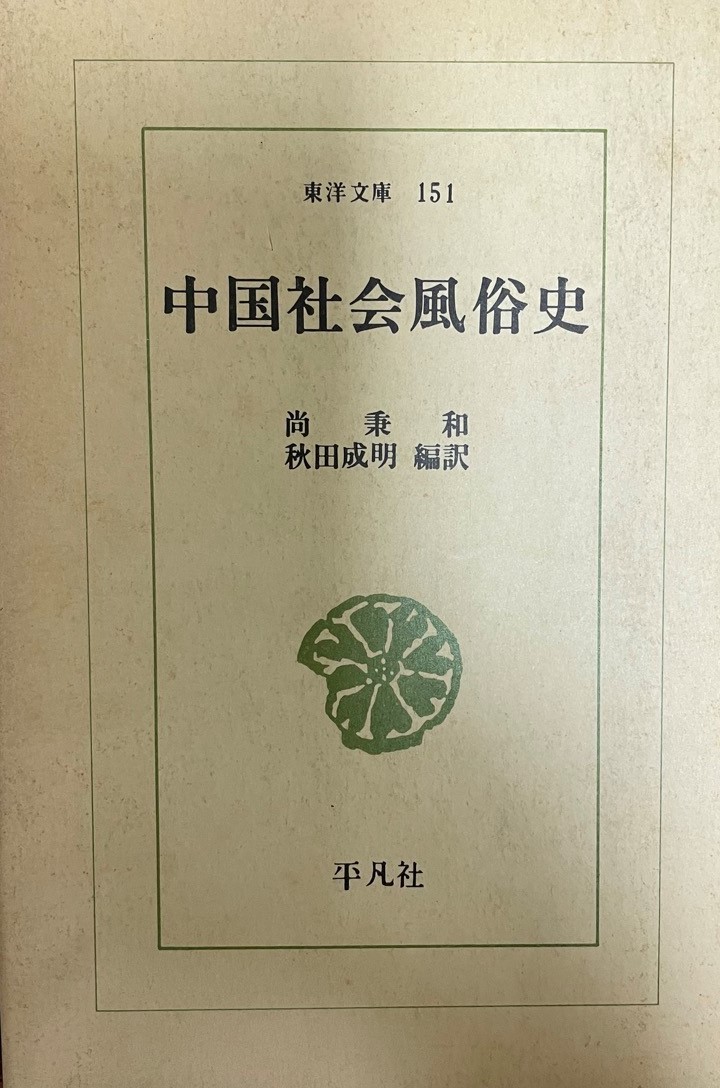 東洋文庫 151
中国社会風俗史
尚秉和
秋田成明 編訳
平凡社